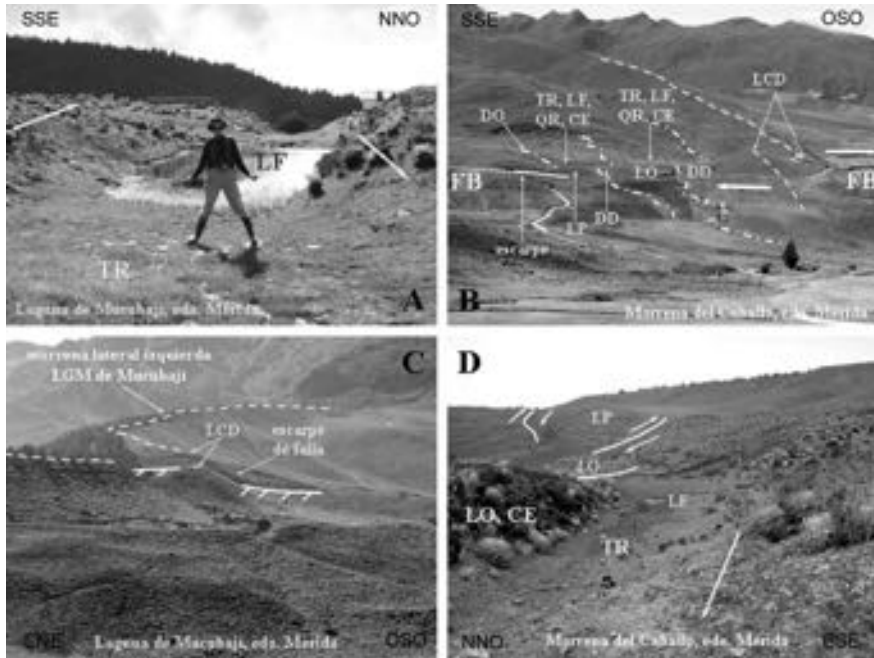 SSE NNO
LF
TR
A
Laguna de Mucubají, edo. Mérida
SSE OSO
TR, LF, TR, LF, LCD
DO QR, CE QR, CE
LO DD
FB FB
DD
LP
escarpe
B
Morrena del Caballo, edo. Mérida
C
morrena lateral izquierda
LGM de Mucubají
LCD
escarpe
de falla
Laguna de Mucubají, edo. Mérida OSO
D
LP
LO
LF
LO, CE
TR
NNO Morrena del Caballo, edo. Mérida ESE